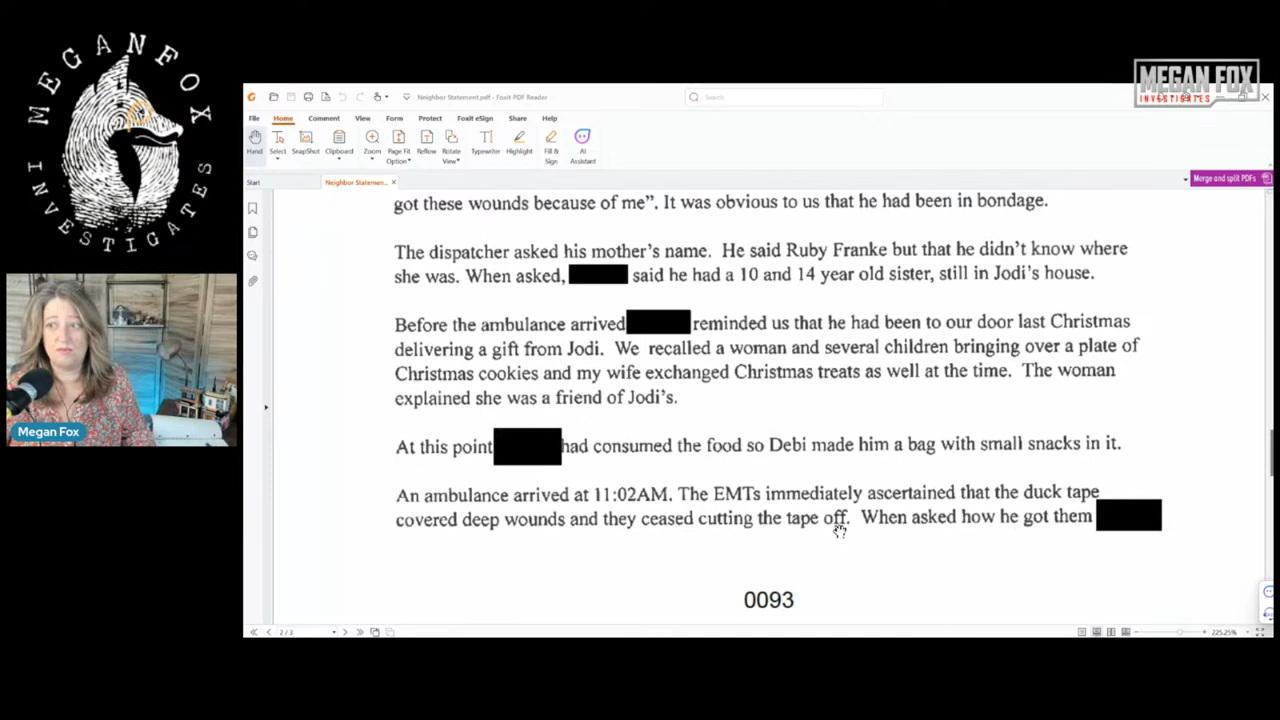 MEGAN FOX
INVESTIGATES
MEGAN FOX
INVESTIGATES
Neighbor Statement.pdf - Foxit PDF Reader
Search
File Home Comment View Form Protect Foxit eSign Share Help
Hand Select SnapShot Clipboard Zoom Page Fit Option Reflow Rotate View Typewriter Highlight Fill & Sign AI Assistant
Start Neighbor Statemen...
Merge and split PDFs
got these wounds because of me”. It was obvious to us that he had been in bondage.
The dispatcher asked his mother’s name. He said Ruby Franke but that he didn’t know where
she was. When asked, said he had a 10 and 14 year old sister, still in Jodi’s house.
Before the ambulance arrived reminded us that he had been to our door last Christmas
delivering a gift from Jodi. We recalled a woman and several children bringing over a plate of
Christmas cookies and my wife exchanged Christmas treats as well at the time. The woman
explained she was a friend of Jodi’s.
At this point had consumed the food so Debi made him a bag with small snacks in it.
An ambulance arrived at 11:02AM. The EMTs immediately ascertained that the duck tape
covered deep wounds and they ceased cutting the tape off. When asked how he got them
0093
Megan Fox
2 / 3
225.25%